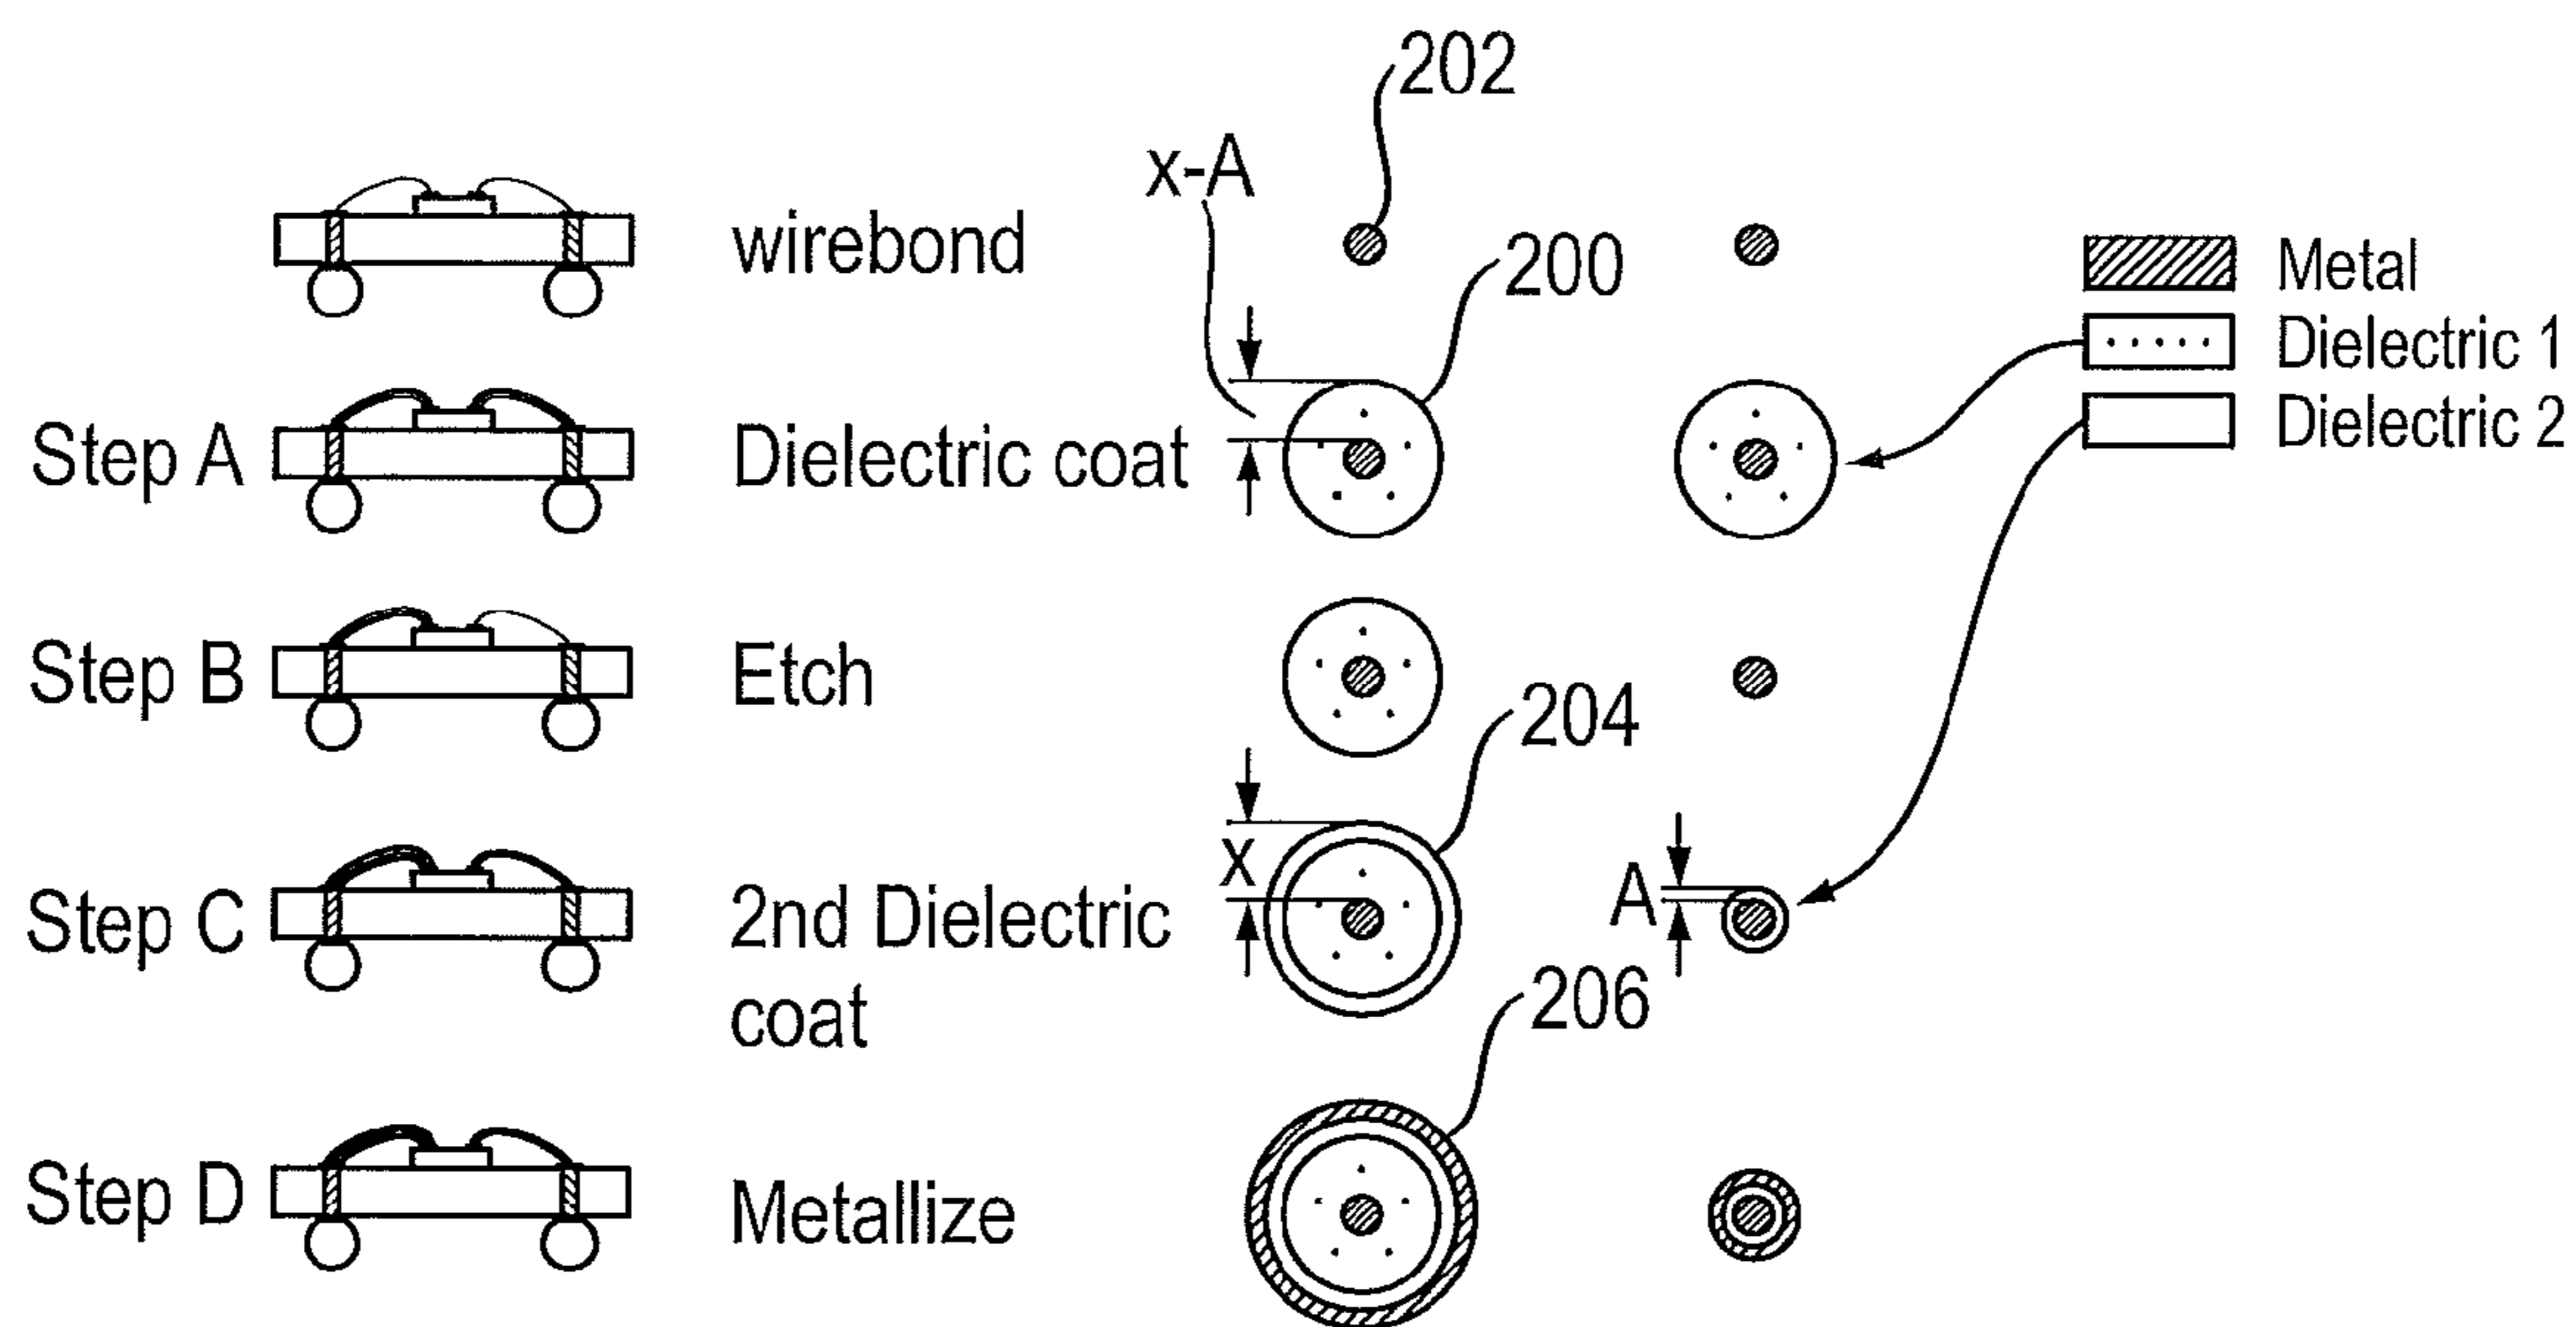 202
x-A
wirebond
200
Metal
Dielectric 1
Dielectric 2
Step A
Dielectric coat
Step B
Etch
204
x
A
Step C
2nd Dielectric
coat
206
Step D
Metallize